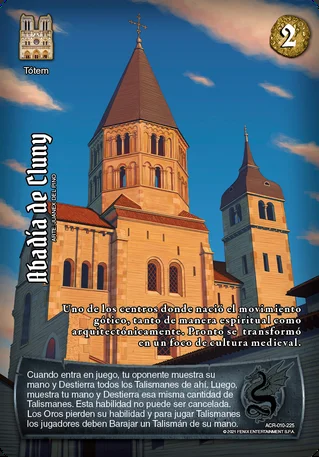 2
Tótem
Abadía de Cluny
ARTE: JUANEX DELPINO
Uno de los centros donde nació el movimiento
gótico, tanto de manera espiritual como
arquitectónicamente. Pronto se transformó
en un foco de cultura medieval.
Cuando entra en juego, tu oponente muestra su
mano y Destierra todos los Talismanes de ahí. Luego,
muestra tu mano y Destierra esa misma cantidad de
Talismanes. Esta habilidad no puede ser cancelada.
Los Oros pierden su habilidad y para jugar Talismanes
los jugadores deben Barajar un Talismán de su mano.
ACR-010-225
© 2021 FENIX ENTERTAINMENT S.P.A.